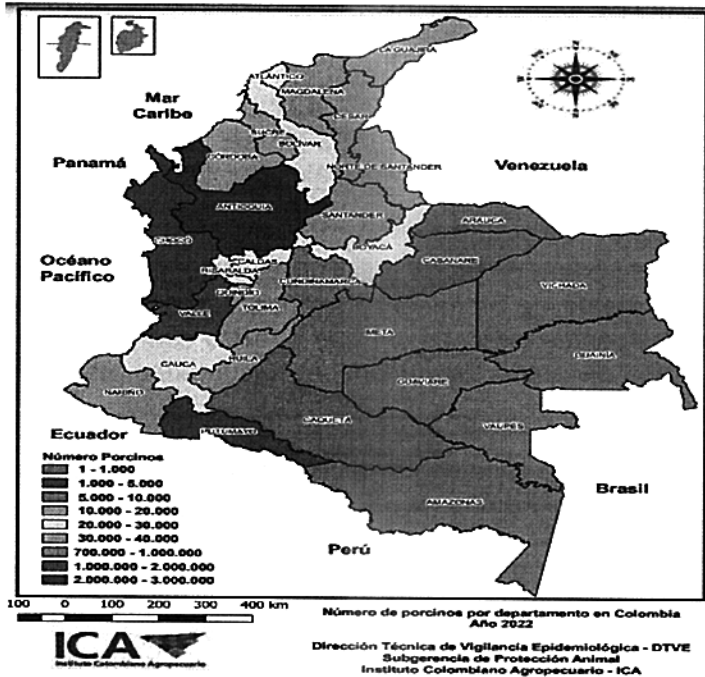 LA GUAJIRA
ATLÁNTICO
MAGDALENA
Mar
Caribe
CESAR
SUCRE
BOLÍVAR
CÓRDOBA
NORTE DE SANTANDER
Panamá
Venezuela
ANTIOQUIA
SANTANDER
ARAUCA
CHOCÓ
BOYACÁ
Océano
Pacífico
CALDAS
RISARALDA
CASANARE
CUNDINAMARCA
VICHADA
QUINDIO
TOLIMA
VALLE
META
GUAINÍA
HUILA
CAUCA
GUAVIARE
NARIÑO
CAQUETÁ
VAUPÉS
PUTUMAYO
Ecuador
Brasil
AMAZONAS
Perú
Número Porcinos
1 - 1.000
1.000 - 5.000
5.000 - 10.000
10.000 - 20.000
20.000 - 30.000
30.000 - 40.000
700.000 - 1.000.000
1.000.000 - 2.000.000
2.000.000 - 3.000.000
100 0 100 200 300 400 km
Número de porcinos por departamento en Colombia
Año 2022
ICA
Instituto Colombiano Agropecuario
Dirección Técnica de Vigilancia Epidemiológica - DTVE
Subgerencia de Protección Animal
Instituto Colombiano Agropecuario - ICA